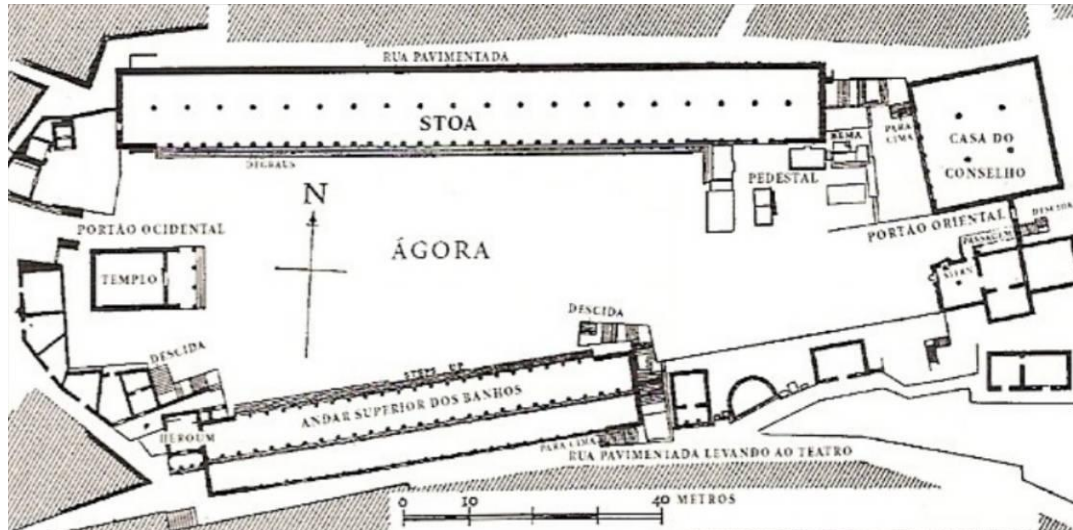 RUA PAVIMENTADA
STOA
DEGRAUS
BEMA
PARA
CIMA
CASA DO
CONSELHO
PEDESTAL
N
PORTÃO OCIDENTAL
TEMPLO
ÁGORA
PORTÃO ORIENTAL
DESCIDA
PASSAGEM
DESCIDA
DESCIDA
ANDAR SUPERIOR DOS BANHOS
HEROUM
PARA CIMA
RUA PAVIMENTADA LEVANDO AO TEATRO
0 10 40 METROS